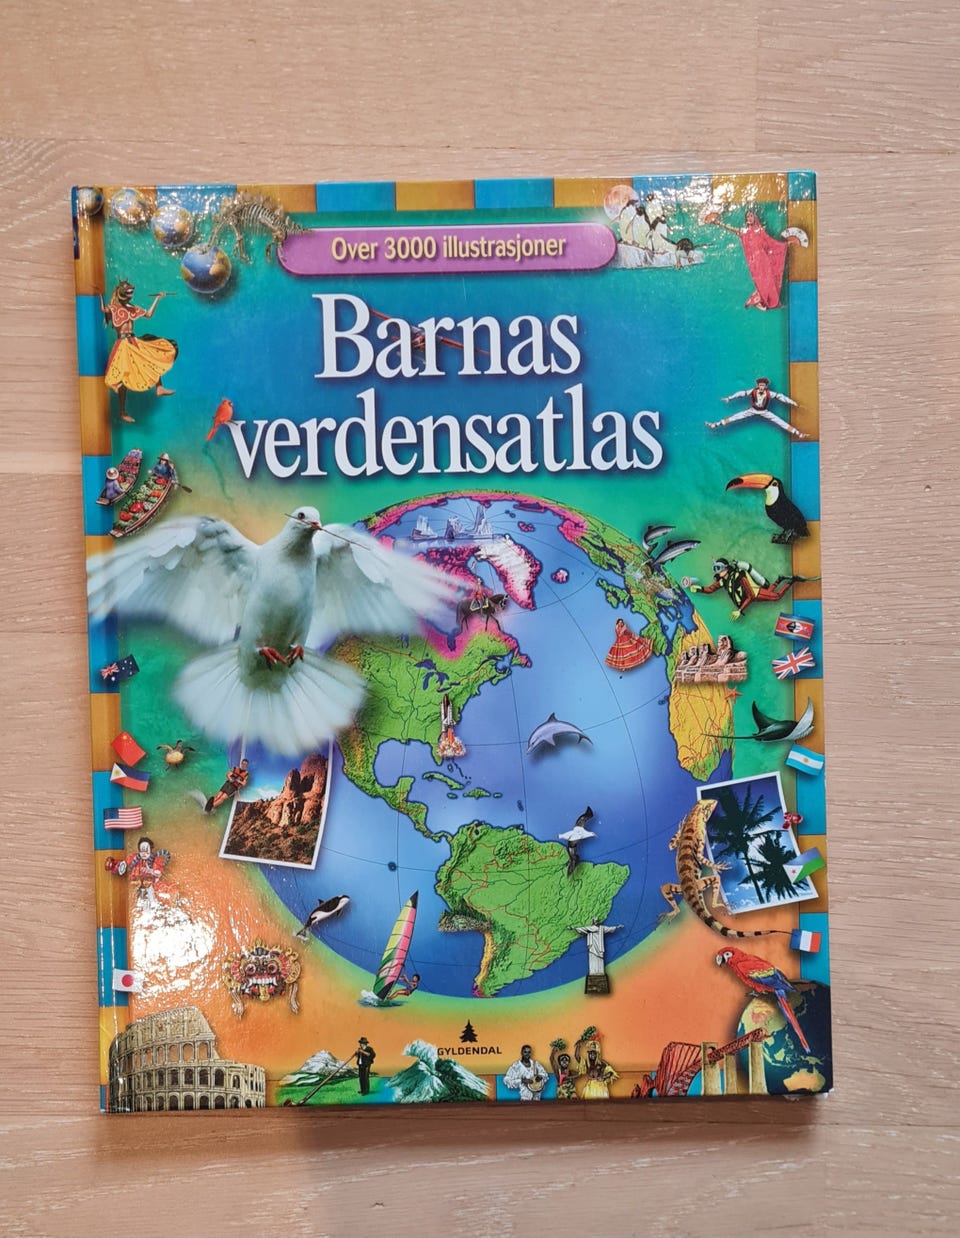 Over 3000 illustrasjoner
Barnas
verdensatlas
GYLDENDAL